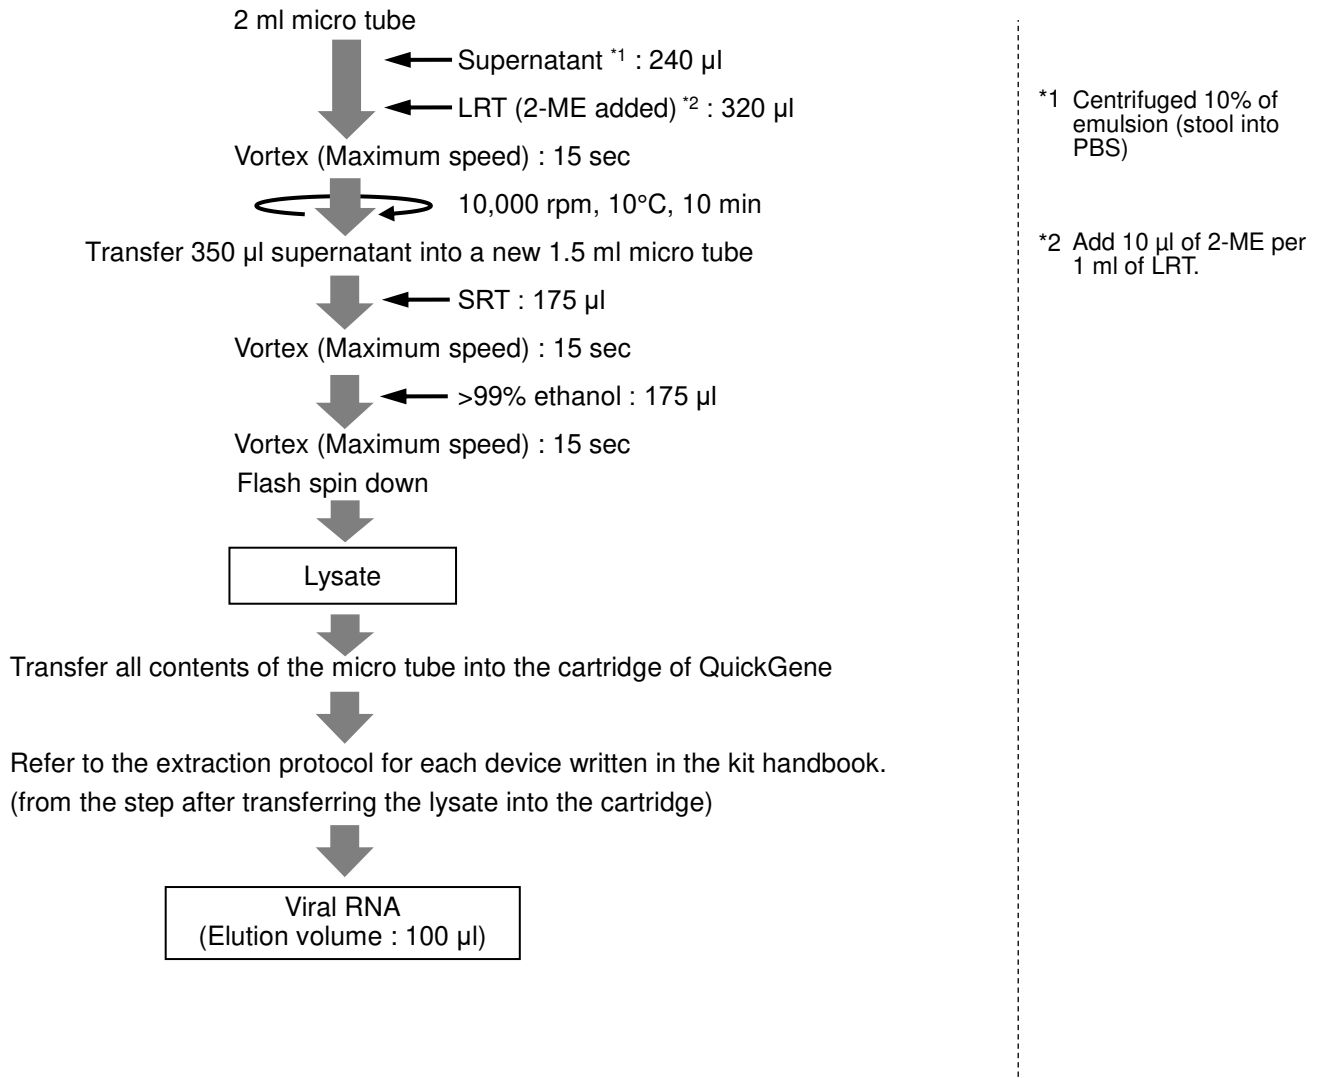 2 ml micro tube
Supernatant *1 : 240 µl
LRT (2-ME added) *2 : 320 µl
Vortex (Maximum speed) : 15 sec
10,000 rpm, 10°C, 10 min
Transfer 350 µl supernatant into a new 1.5 ml micro tube
SRT : 175 µl
Vortex (Maximum speed) : 15 sec
>99% ethanol : 175 µl
Vortex (Maximum speed) : 15 sec
Flash spin down
Lysate
Transfer all contents of the micro tube into the cartridge of QuickGene
Refer to the extraction protocol for each device written in the kit handbook.
(from the step after transferring the lysate into the cartridge)
Viral RNA
(Elution volume : 100 µl)
*1 Centrifuged 10% of
emulsion (stool into
PBS)
*2 Add 10 µl of 2-ME per
1 ml of LRT.